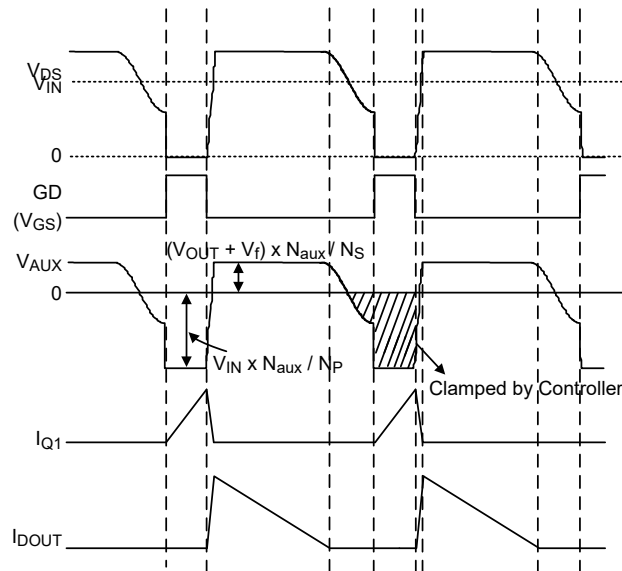 VDS
VIN
0
GD
(VGS)
(VOUT + Vf) x Naux / NS
VAUX
0
VIN x Naux / NP
Clamped by Controller
IQ1
IDOUT